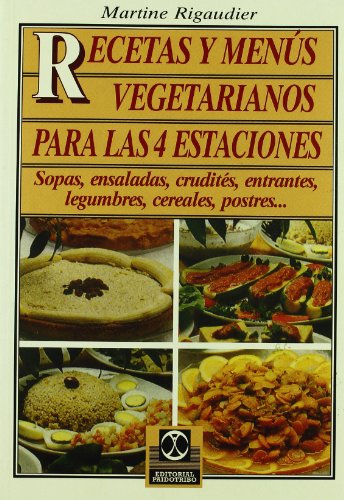 Martine Rigaudier
RECETAS Y MENÚS
VEGETARIANOS
PARA LAS 4 ESTACIONES
Sopas, ensaladas, crudités, entrantes,
legumbres, cereales, postres...
EDITORIAL
PAIDOTRIBO